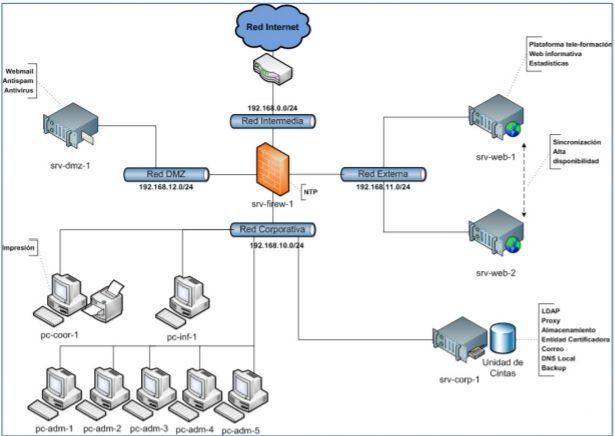 Red Internet
Plataforma tele-formación
Web informativa
Estadísticas
Webmail
Antispam
Antivirus
192.168.0.0/24
Red Intermedia
srv-dmz-1
srv-web-1
Sincronización
Alta
disponibilidad
Red DMZ
192.168.12.0/24
Red Externa
192.168.11.0/24
NTP
srv-firew-1
Red Corporativa
192.168.10.0/24
Impresión
srv-web-2
pc-coor-1
pc-inf-1
LDAP
Proxy
Almacenamiento
Entidad Certificadora
Correo
DNS Local
Backup
Unidad de
Cintas
srv-corp-1
pc-adm-1
pc-adm-2
pc-adm-3
pc-adm-4
pc-adm-5